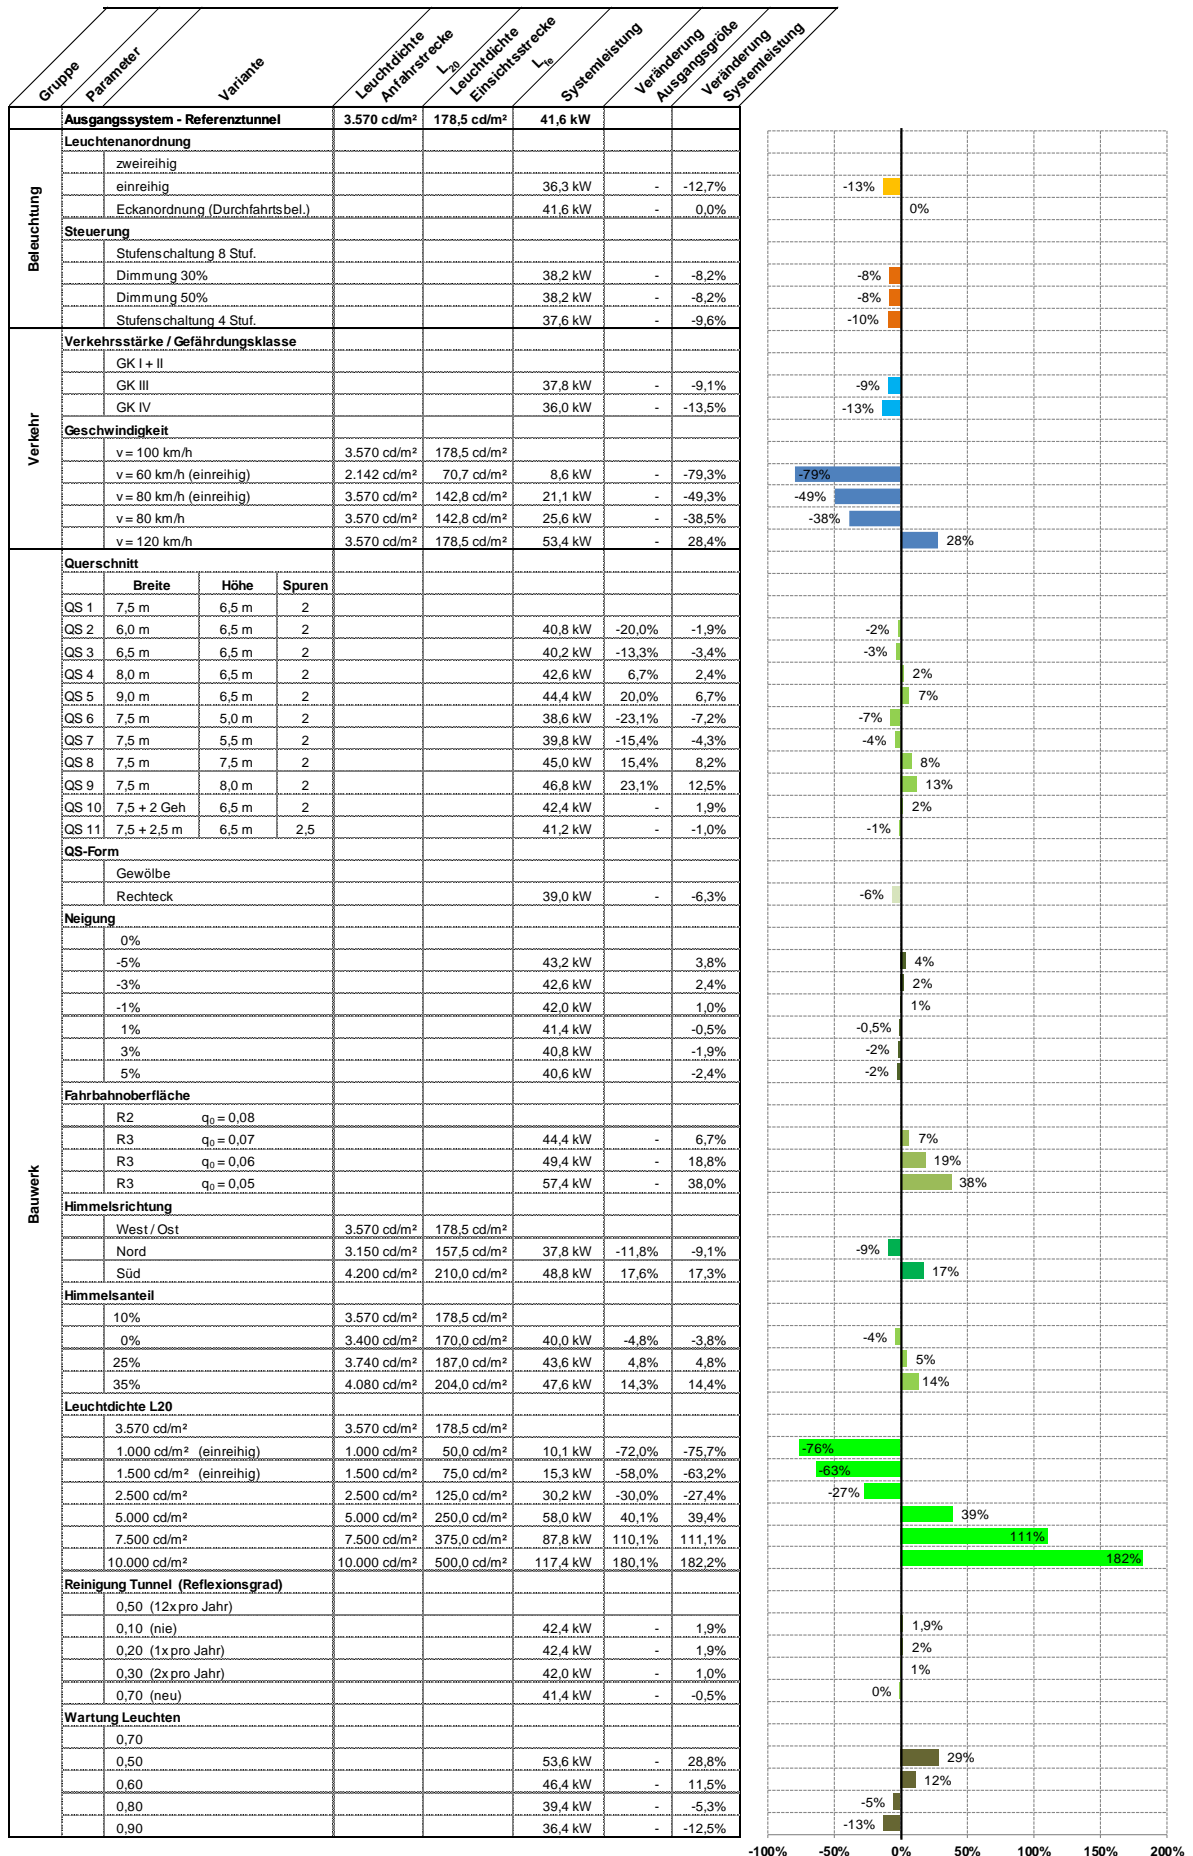 Gruppe
Parameter
Variante
Leuchtdichte
Anfahrstrecke
L20
Leuchtdichte
Einsichtsstrecke
Lte
Systemleistung
Veränderung
Ausgangsgröße
Veränderung
Systemleistung
Ausgangssystem - Referenztunnel 3.570 cd/m² 178,5 cd/m² 41,6 kW
Beleuchtung
Leuchtenanordnung
zweireihig
einreihig 36,3 kW - -12,7% -13%
Eckanordnung (Durchfahrtsbel.) 41,6 kW - 0,0% 0%
Steuerung
Stufenschaltung 8 Stuf.
Dimmung 30% 38,2 kW - -8,2% -8%
Dimmung 50% 38,2 kW - -8,2% -8%
Stufenschaltung 4 Stuf. 37,6 kW - -9,6% -10%
Verkehr
Verkehrsstärke / Gefährdungsklasse
GK I + II
GK III 37,8 kW - -9,1% -9%
GK IV 36,0 kW - -13,5% -13%
Geschwindigkeit
v = 100 km/h 3.570 cd/m² 178,5 cd/m²
v = 60 km/h (einreihig) 2.142 cd/m² 70,7 cd/m² 8,6 kW - -79,3% -79%
v = 80 km/h (einreihig) 3.570 cd/m² 142,8 cd/m² 21,1 kW - -49,3% -49%
v = 80 km/h 3.570 cd/m² 142,8 cd/m² 25,6 kW - -38,5% -38%
v = 120 km/h 3.570 cd/m² 178,5 cd/m² 53,4 kW - 28,4% 28%
Bauwerk
Querschnitt
Breite Höhe Spuren
QS 1 7,5 m 6,5 m 2
QS 2 6,0 m 6,5 m 2 40,8 kW -20,0% -1,9% -2%
QS 3 6,5 m 6,5 m 2 40,2 kW -13,3% -3,4% -3%
QS 4 8,0 m 6,5 m 2 42,6 kW 6,7% 2,4% 2%
QS 5 9,0 m 6,5 m 2 44,4 kW 20,0% 6,7% 7%
QS 6 7,5 m 5,0 m 2 38,6 kW -23,1% -7,2% -7%
QS 7 7,5 m 5,5 m 2 39,8 kW -15,4% -4,3% -4%
QS 8 7,5 m 7,5 m 2 45,0 kW 15,4% 8,2% 8%
QS 9 7,5 m 8,0 m 2 46,8 kW 23,1% 12,5% 13%
QS 10 7,5 + 2 Geh 6,5 m 2 42,4 kW - 1,9% 2%
QS 11 7,5 + 2,5 m 6,5 m 2,5 41,2 kW - -1,0% -1%
QS-Form
Gewölbe
Rechteck 39,0 kW - -6,3% -6%
Neigung
0%
-5% 43,2 kW 3,8% 4%
-3% 42,6 kW 2,4% 2%
-1% 42,0 kW 1,0% 1%
1% 41,4 kW -0,5% -0,5%
3% 40,8 kW -1,9% -2%
5% 40,6 kW -2,4% -2%
Fahrbahnoberfläche
R2 q0 = 0,08
R3 q0 = 0,07 44,4 kW - 6,7% 7%
R3 q0 = 0,06 49,4 kW - 18,8% 19%
R3 q0 = 0,05 57,4 kW - 38,0% 38%
Himmelsrichtung
West / Ost 3.570 cd/m² 178,5 cd/m²
Nord 3.150 cd/m² 157,5 cd/m² 37,8 kW -11,8% -9,1% -9%
Süd 4.200 cd/m² 210,0 cd/m² 48,8 kW 17,6% 17,3% 17%
Himmelsanteil
10% 3.570 cd/m² 178,5 cd/m²
0% 3.400 cd/m² 170,0 cd/m² 40,0 kW -4,8% -3,8% -4%
25% 3.740 cd/m² 187,0 cd/m² 43,6 kW 4,8% 4,8% 5%
35% 4.080 cd/m² 204,0 cd/m² 47,6 kW 14,3% 14,4% 14%
Leuchtdichte L20
3.570 cd/m² 3.570 cd/m² 178,5 cd/m²
1.000 cd/m² (einreihig) 1.000 cd/m² 50,0 cd/m² 10,1 kW -72,0% -75,7% -76%
1.500 cd/m² (einreihig) 1.500 cd/m² 75,0 cd/m² 15,3 kW -58,0% -63,2% -63%
2.500 cd/m² 2.500 cd/m² 125,0 cd/m² 30,2 kW -30,0% -27,4% -27%
5.000 cd/m² 5.000 cd/m² 250,0 cd/m² 58,0 kW 40,1% 39,4% 39%
7.500 cd/m² 7.500 cd/m² 375,0 cd/m² 87,8 kW 110,1% 111,1% 111%
10.000 cd/m² 10.000 cd/m² 500,0 cd/m² 117,4 kW 180,1% 182,2% 182%
Reinigung Tunnel (Reflexionsgrad)
0,50 (12x pro Jahr)
0,10 (nie) 42,4 kW - 1,9% 1,9%
0,20 (1x pro Jahr) 42,4 kW - 1,9% 2%
0,30 (2x pro Jahr) 42,0 kW - 1,0% 1%
0,70 (neu) 41,4 kW - -0,5% 0%
Wartung Leuchten
0,70
0,50 53,6 kW - 28,8% 29%
0,60 46,4 kW - 11,5% 12%
0,80 39,4 kW - -5,3% -5%
0,90 36,4 kW - -12,5% -13%
-100% -50% 0% 50% 100% 150% 200%